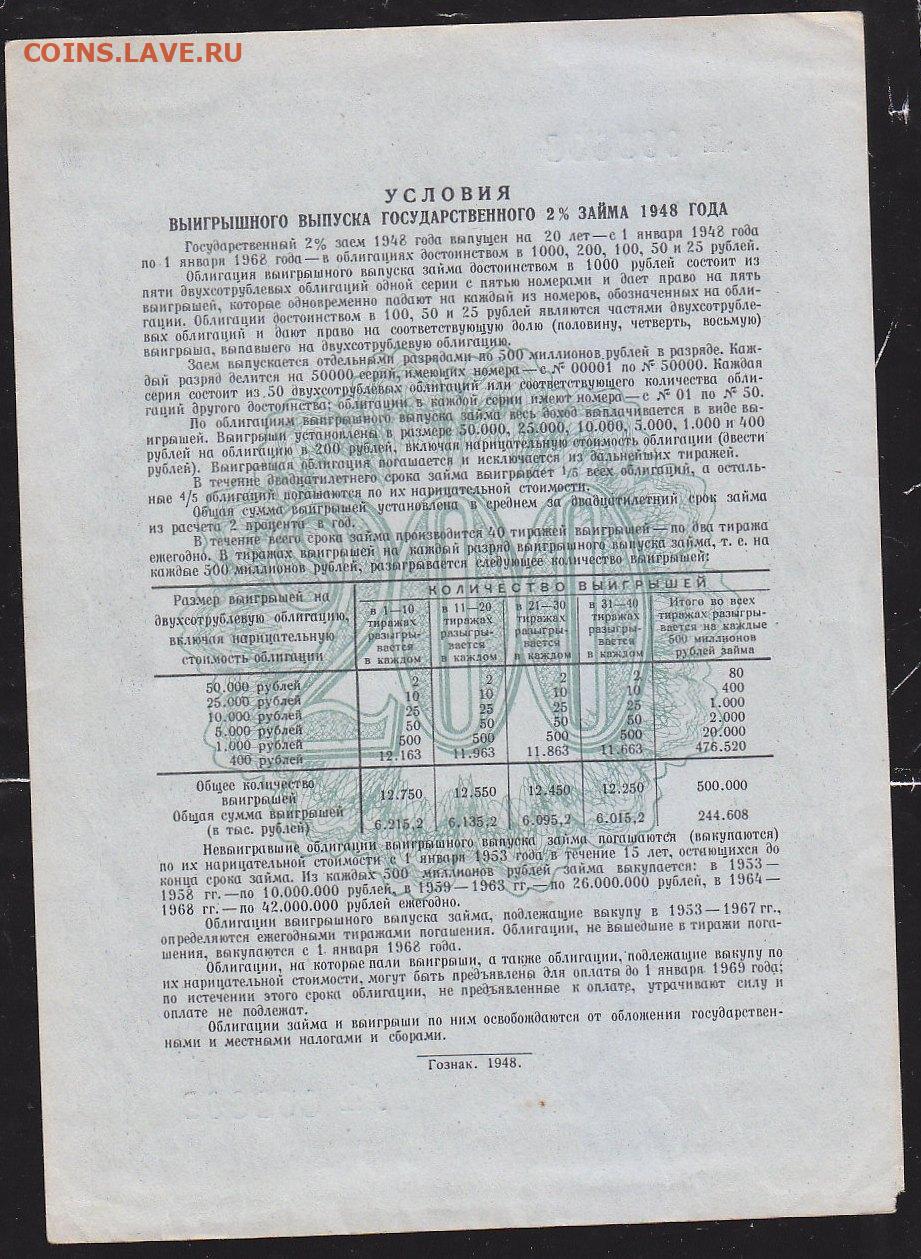 COINS.LAVE.RU
УСЛОВИЯ
ВЫИГРЫШНОГО ВЫПУСКА ГОСУДАРСТВЕННОГО 2% ЗАЙМА 1948 ГОДА
Государственный 2% заем 1948 года выпущен на 20 лет—с 1 января 1948 года
по 1 января 1968 года—в облигациях достоинством в 1000, 200, 100, 50 и 25 рублей.
Облигация выигрышного выпуска займа достоинством в 1000 рублей состоит из
пяти двухсотрублевых облигаций одной серии с пятью номерами и дает право на пять
выигрышей, которые одновременно падают на каждый из номеров, обозначенных на обли-
гации. Облигации достоинством в 100, 50 и 25 рублей являются частями двухсотрубле-
вых облигаций и дают право на соответствующую долю (половину, четверть, восьмую)
выигрыша, выпавшего на двухсотрублевую облигацию.
Заем выпускается отдельными разрядами по 500 миллионов рублей в разряде. Каж-
дый разряд делится на 50000 серий, имеющих номера—с № 00001 по № 50000. Каждая
серия состоит из 50 двухсотрублевых облигаций или соответствующего количества обли-
гаций другого достоинства; облигации в каждой серии имеют номера—с № 01 по № 50.
По облигациям выигрышного выпуска займа весь доход выплачивается в виде вы-
игрышей. Выигрыши установлены в размере 50.000, 25.000, 10.000, 5.000, 1.000 и 400
рублей на облигацию в 200 рублей, включая нарицательную стоимость облигации (двести
рублей). Выигравшая облигация погашается и исключается из дальнейших тиражей.
В течение двадцатилетнего срока займа выигрывает 1/5 всех облигаций, а осталь-
ные 4/5 облигаций погашаются по их нарицательной стоимости.
Общая сумма выигрышей установлена в среднем за двадцатилетний срок займа
из расчета 2 процента в год.
В течение всего срока займа производится 40 тиражей выигрышей—по два тиража
ежегодно. В тиражах выигрышей на каждый разряд выигрышного выпуска займа, т. е. на
каждые 500 миллионов рублей, разыгрывается следующее количество выигрышей:
Размер выигрышей на
двухсотрублевую облигацию,
включая нарицательную
стоимость облигации
КОЛИЧЕСТВО ВЫИГРЫШЕЙ
в 1—10
тиражах
разыгры-
вается
в каждом
в 11—20
тиражах
разыгры-
вается
в каждом
в 21—30
тиражах
разыгры-
вается
в каждом
в 31—40
тиражах
разыгры-
вается
в каждом
Итого во всех
тиражах разыгры-
вается на каждые
500 миллионов
рублей займа
50.000 рублей 2 2 2 2 80
25.000 рублей 10 10 10 10 400
10.000 рублей 25 25 25 25 1.000
5.000 рублей 50 50 50 50 2.000
1.000 рублей 500 500 500 500 20.000
400 рублей 12.163 11.963 11.863 11.663 476.520
Общее количество
выигрышей 12.750 12.550 12.450 12.250 500.000
Общая сумма выигрышей
(в тыс. рублей) 6.215,2 6.135,2 6.095,2 6.015,2 244.608
Невыигравшие облигации выигрышного выпуска займа погашаются (выкупаются)
по их нарицательной стоимости с 1 января 1953 года в течение 15 лет, остающихся до
конца срока займа. Из каждых 500 миллионов рублей займа выкупается: в 1953—
1958 гг.—по 10.000.000 рублей, в 1959—1963 гг.—по 26.000.000 рублей, в 1964—
1968 гг.—по 42.000.000 рублей ежегодно.
Облигации выигрышного выпуска займа, подлежащие выкупу в 1953—1967 гг.,
определяются ежегодными тиражами погашения. Облигации, не вышедшие в тиражи пога-
шения, выкупаются с 1 января 1968 года.
Облигации, на которые пали выигрыши, а также облигации, подлежащие выкупу по
их нарицательной стоимости, могут быть предъявлены для оплаты до 1 января 1969 года;
по истечении этого срока облигации, не предъявленные к оплате, утрачивают силу и
оплате не подлежат.
Облигации займа и выигрыши по ним освобождаются от обложения государствен-
ными и местными налогами и сборами.
Гознак. 1948.
200